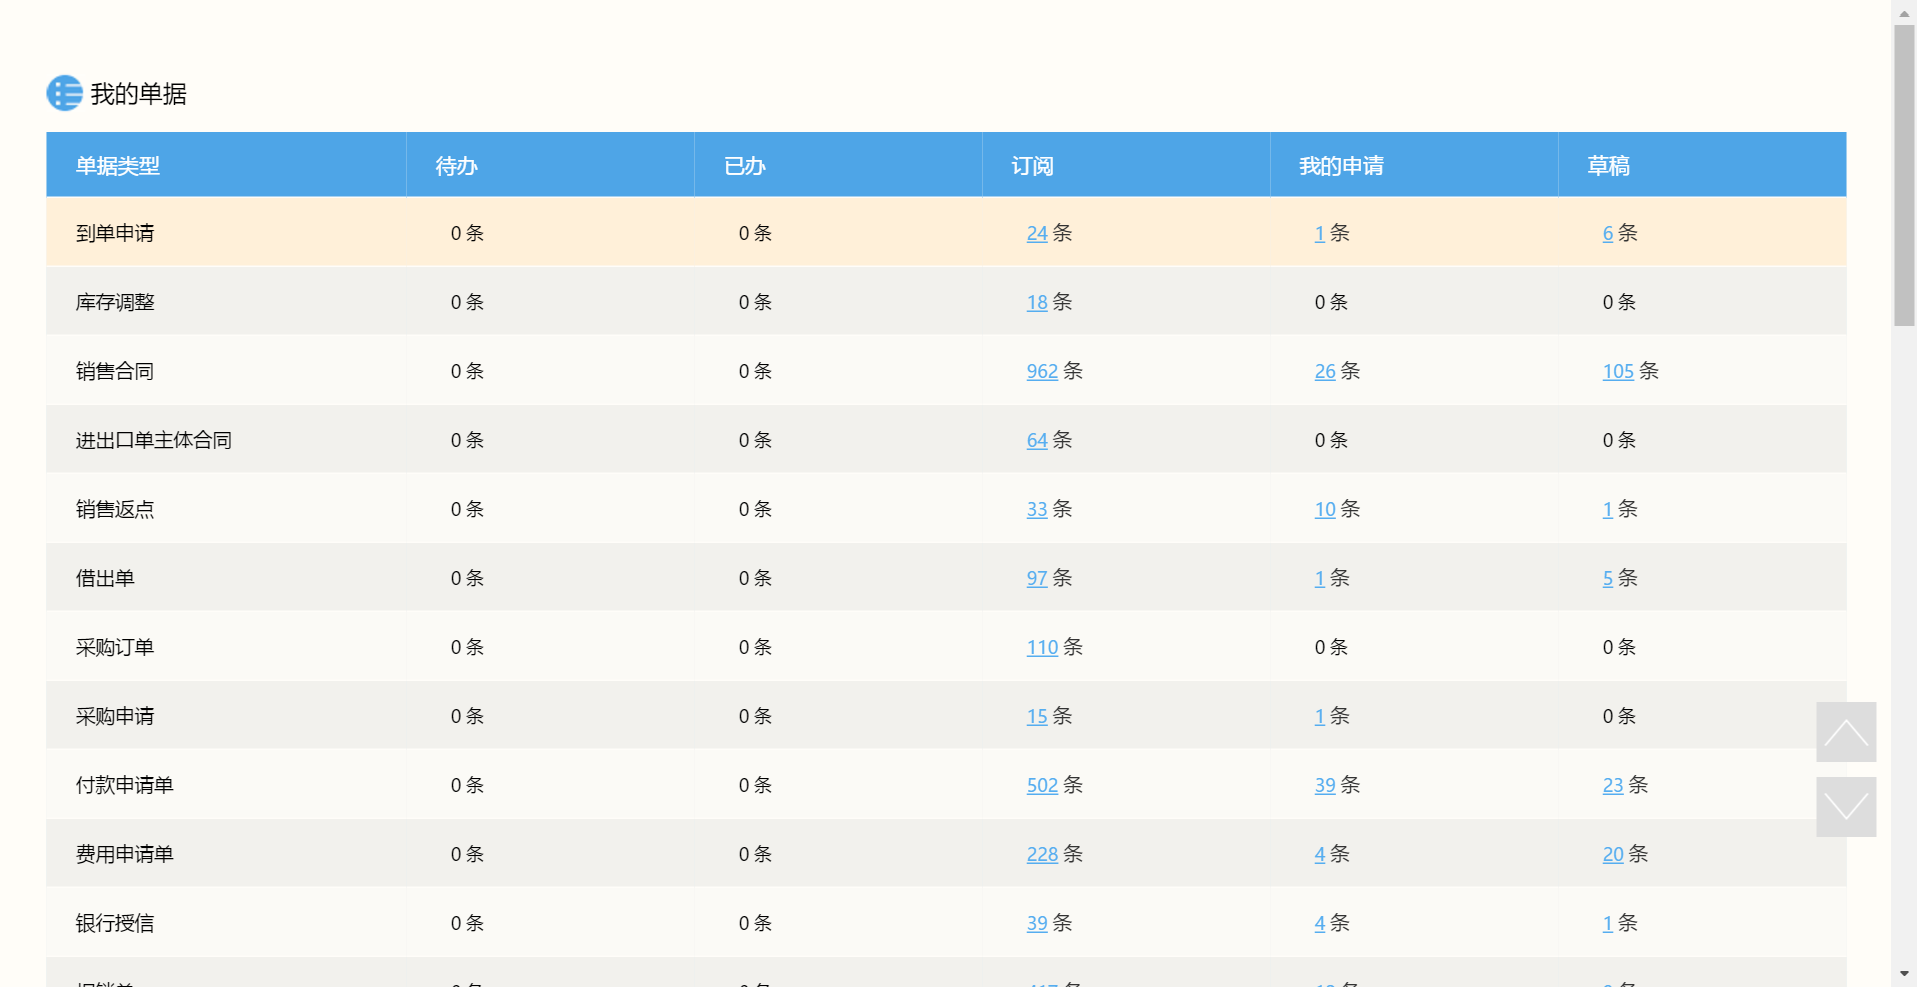 我的单据
单据类型 待办 已办 订阅 我的申请 草稿
到单申请 0 条 0 条 24 条 1 条 6 条
库存调整 0 条 0 条 18 条 0 条 0 条
销售合同 0 条 0 条 962 条 26 条 105 条
进出口单主体合同 0 条 0 条 64 条 0 条 0 条
销售返点 0 条 0 条 33 条 10 条 1 条
借出单 0 条 0 条 97 条 1 条 5 条
采购订单 0 条 0 条 110 条 0 条 0 条
采购申请 0 条 0 条 15 条 1 条 0 条
付款申请单 0 条 0 条 502 条 39 条 23 条
费用申请单 0 条 0 条 228 条 4 条 20 条
银行授信 0 条 0 条 39 条 4 条 1 条